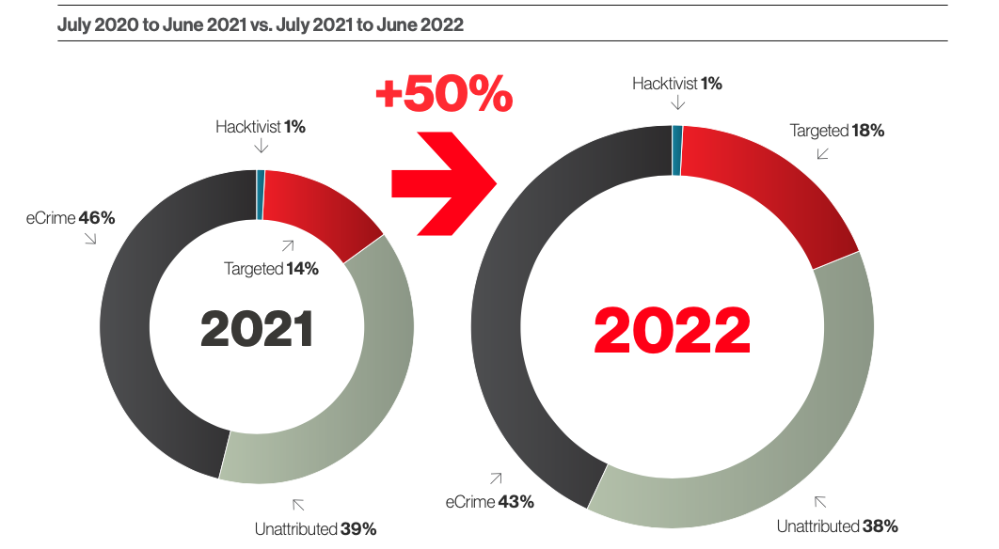 July 2020 to June 2021 vs. July 2021 to June 2022
+50%
Hacktivist 1%
eCrime 46%
Targeted 14%
2021
Unattributed 39%
Hacktivist 1%
Targeted 18%
2022
eCrime 43%
Unattributed 38%